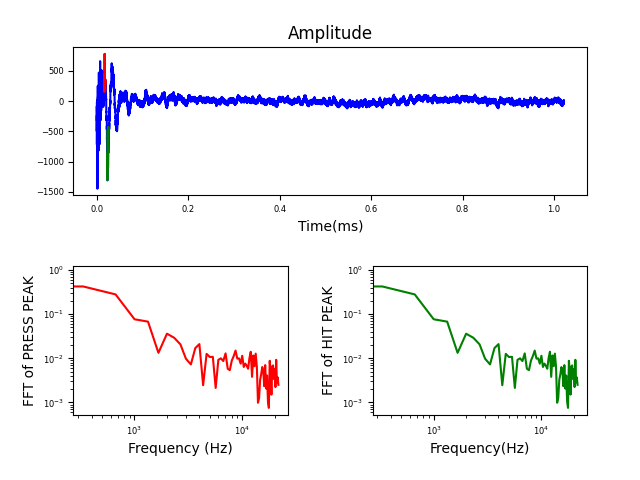 Amplitude
500
0
−500
−1000
−1500
0.0 0.2 0.4 0.6 0.8 1.0
Time(ms)
FFT of PRESS PEAK
10⁰
10⁻¹
10⁻²
10⁻³
10³ 10⁴
Frequency (Hz)
FFT of HIT PEAK
10⁰
10⁻¹
10⁻²
10⁻³
10³ 10⁴
Frequency(Hz)